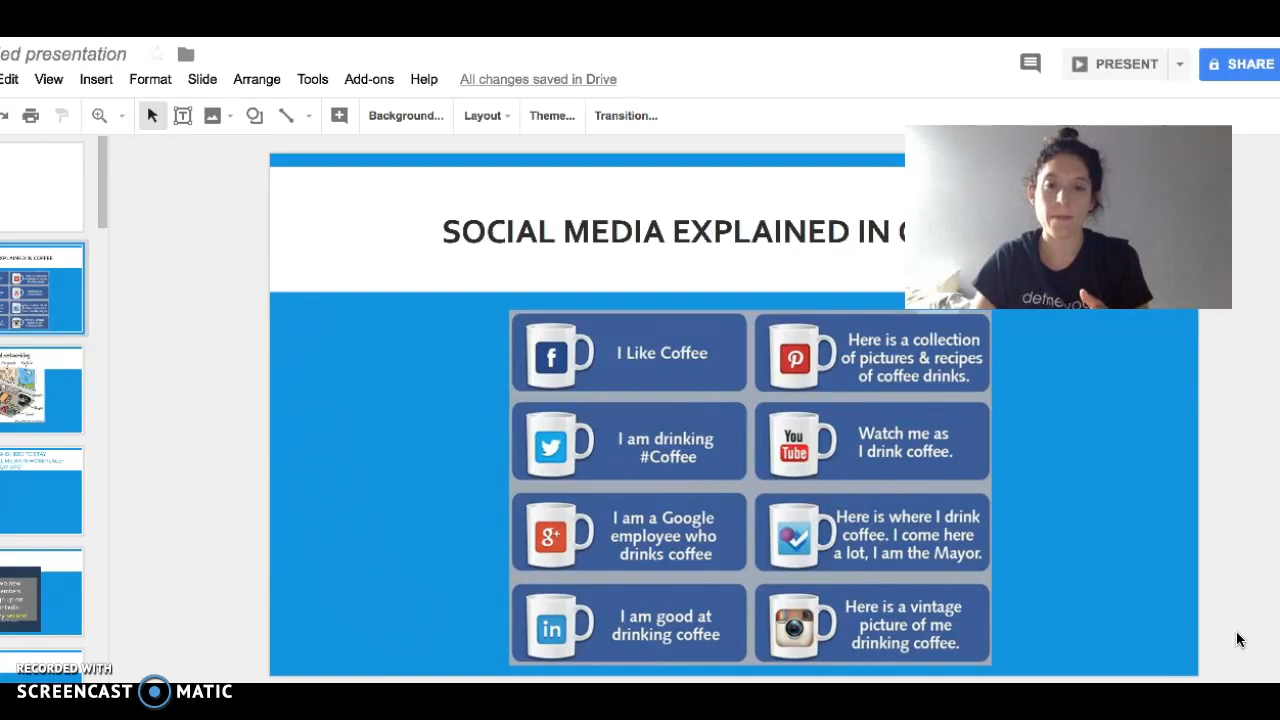 ed presentation
Edit View Insert Format Slide Arrange Tools Add-ons Help All changes saved in Drive
PRESENT
SHARE
Background... Layout Theme... Transition...
SOCIAL MEDIA EXPLAINED IN
define
f
I Like Coffee
Here is a collection
of pictures & recipes
of coffee drinks.
I am drinking
#Coffee
You
Tube
Watch me as
I drink coffee.
g+
I am a Google
employee who
drinks coffee
Here is where I drink
coffee. I come here
a lot, I am the Mayor.
in
I am good at
drinking coffee
Here is a vintage
picture of me
drinking coffee.
RECORDED WITH
SCREENCAST MATIC